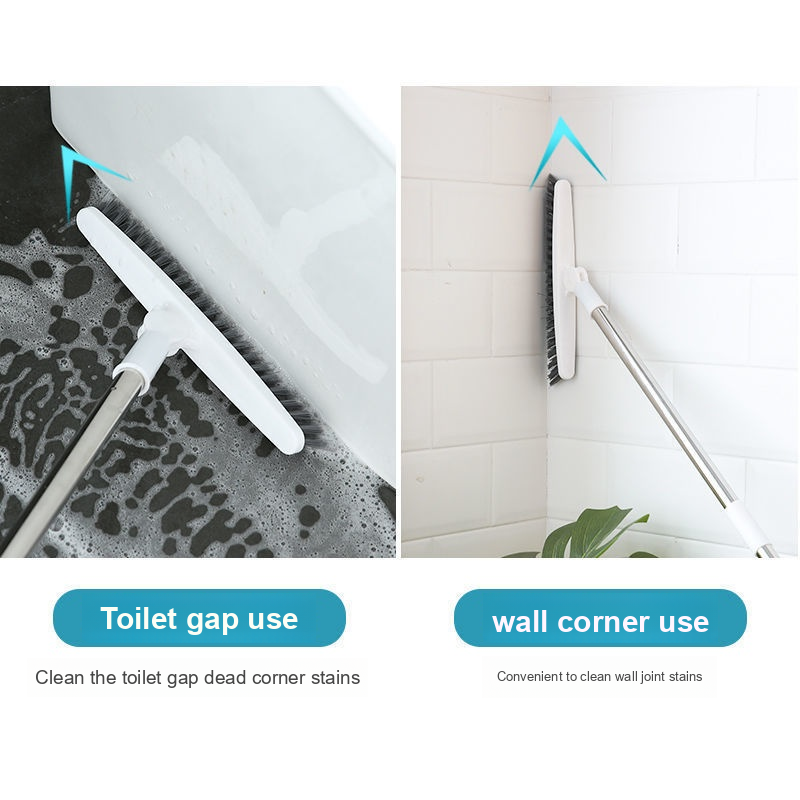 Toilet gap use
Clean the toilet gap dead corner stains
wall corner use
Convenient to clean wall joint stains